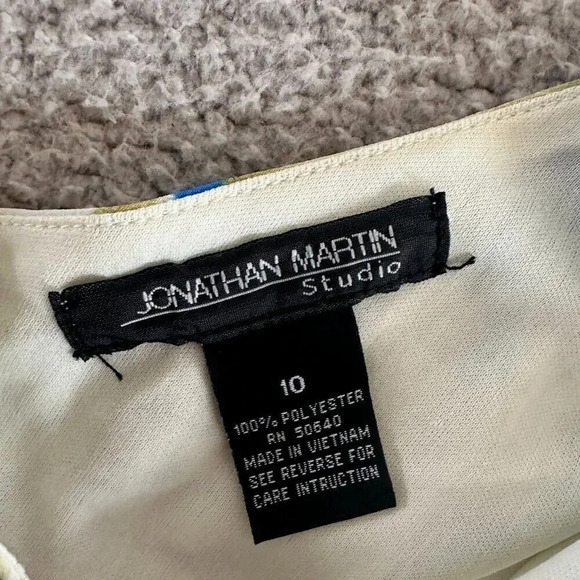 JONATHAN MARTIN
Studio
10
100% POLYESTER
RN 50640
MADE IN VIETNAM
SEE REVERSE FOR
CARE INTRUCTION